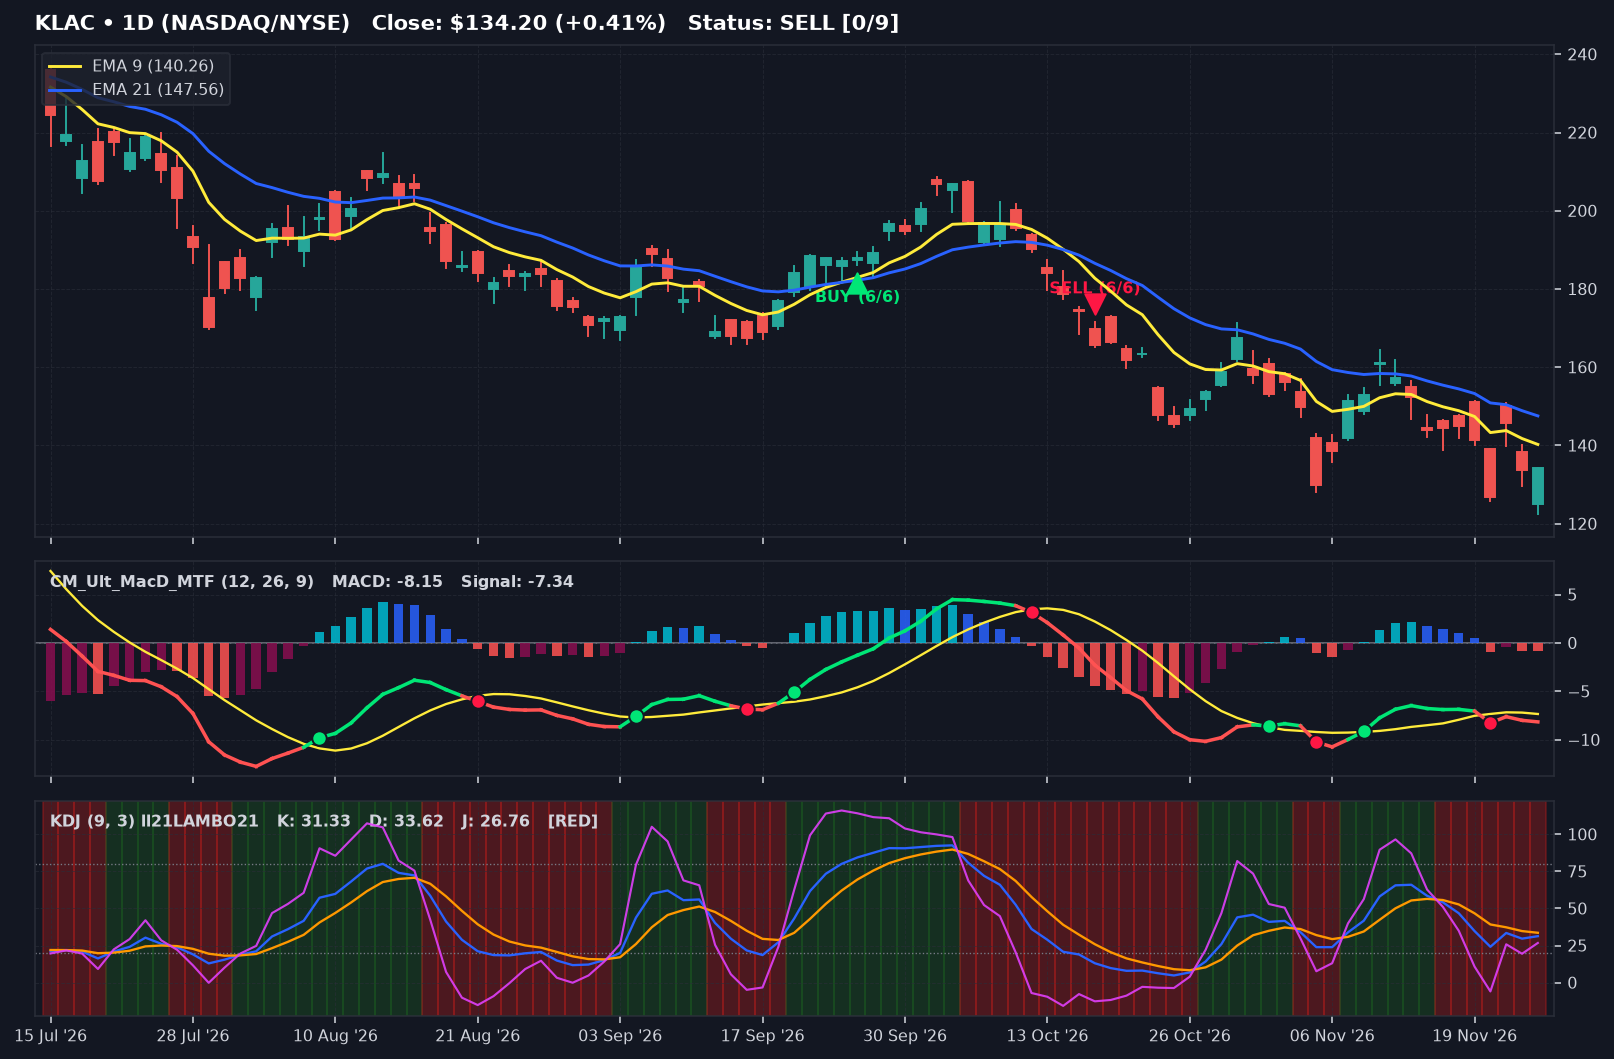 KLAC • 1D (NASDAQ/NYSE)   Close: $134.20 (+0.41%)   Status: SELL [0/9]
EMA 9 (140.26)
EMA 21 (147.56)
240
220
200
180
160
140
120
BUY (6/6)
SELL (6/6)
CM_Ult_MacD_MTF (12, 26, 9)   MACD: -8.15   Signal: -7.34
5
0
−5
−10
KDJ (9, 3) II21LAMBO21   K: 31.33   D: 33.62   J: 26.76   [RED]
100
75
50
25
0
15 Jul '26
28 Jul '26
10 Aug '26
21 Aug '26
03 Sep '26
17 Sep '26
30 Sep '26
13 Oct '26
26 Oct '26
06 Nov '26
19 Nov '26